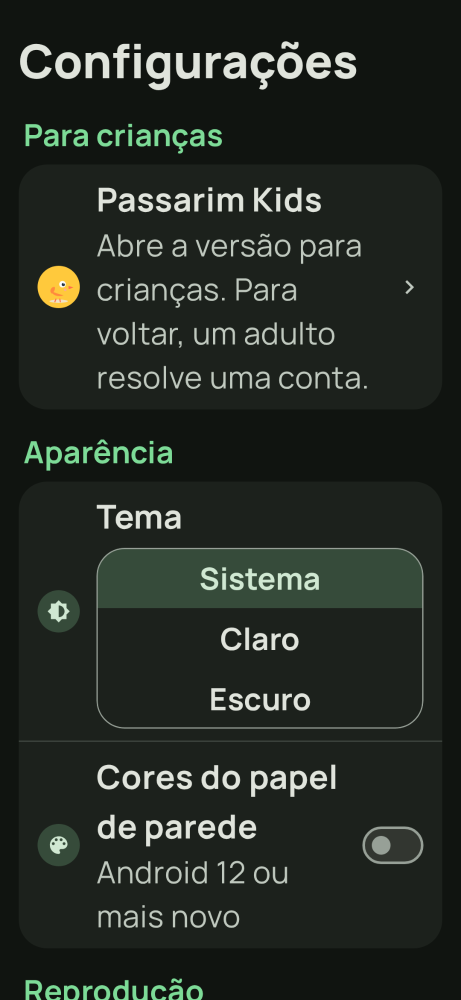 Configurações
Para crianças
Passarim Kids
Abre a versão para
crianças. Para
voltar, um adulto
resolve uma conta.
Aparência
Tema
Sistema
Claro
Escuro
Cores do papel
de parede
Android 12 ou
mais novo
Reprodução